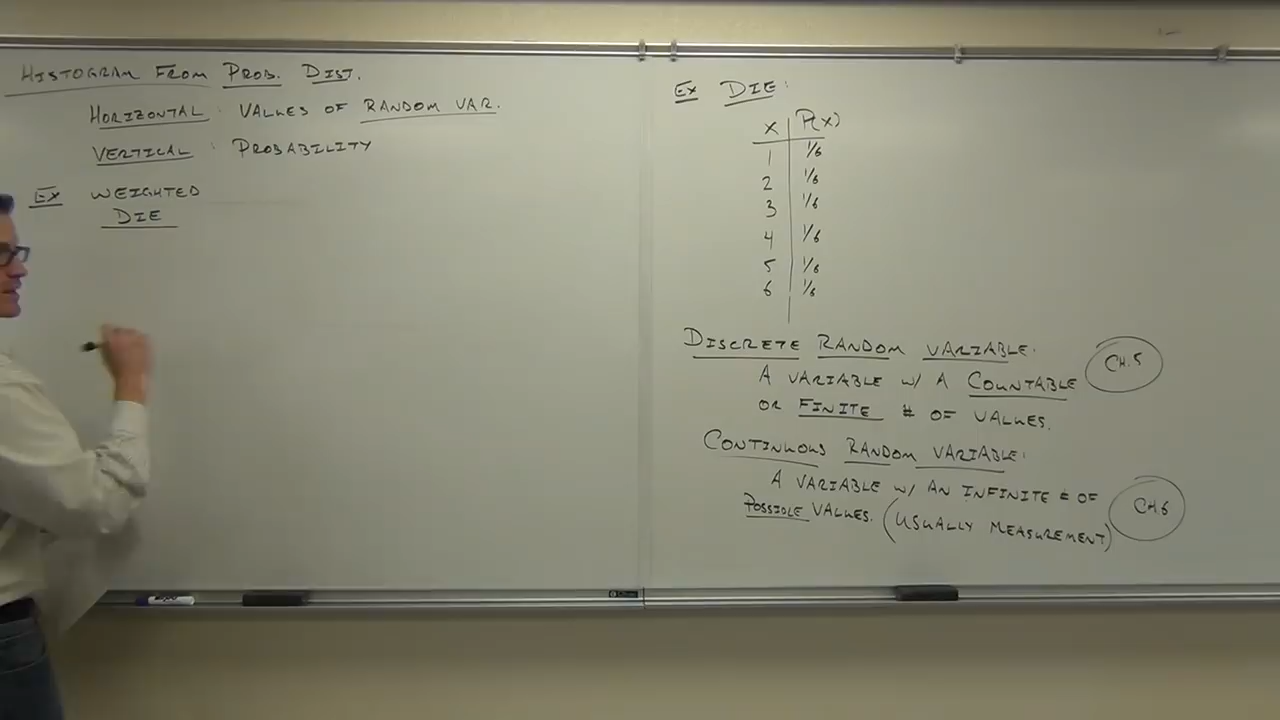 HISTOGRAM FROM PROB. DIST.
HORIZONTAL: VALUES OF RANDOM VAR.
VERTICAL: PROBABILITY
EX WEIGHTED
DIE
EX DIE:
X P(X)
1 1/6
2 1/6
3 1/6
4 1/6
5 1/6
6 1/6
DISCRETE RANDOM VARIABLE:
A VARIABLE W/ A COUNTABLE
OR FINITE # OF VALUES.
CH.5
CONTINUOUS RANDOM VARIABLE:
A VARIABLE W/ AN INFINITE # OF
POSSIBLE VALUES. (USUALLY MEASUREMENT)
CH.6